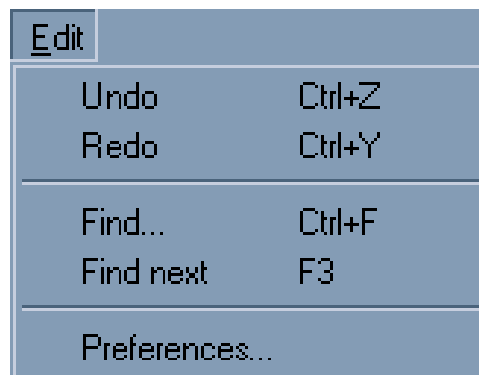 Edit
Undo Ctrl+Z
Redo Ctrl+Y
Find... Ctrl+F
Find next F3
Preferences...